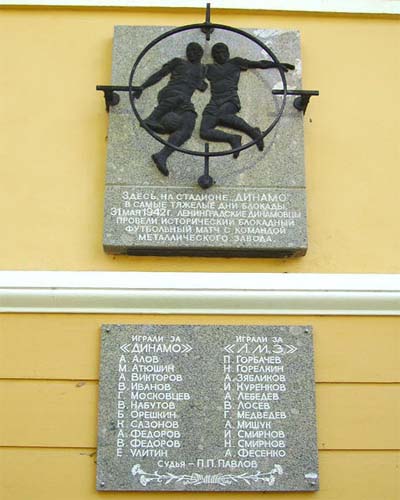 ЗДЕСЬ, НА СТАДИОНЕ „ДИНАМО"
В САМЫЕ ТЯЖЕЛЫЕ ДНИ БЛОКАДЫ
31 МАЯ 1942 г. ЛЕНИНГРАДСКИЕ ДИНАМОВЦЫ
ПРОВЕЛИ ИСТОРИЧЕСКИЙ БЛОКАДНЫЙ
ФУТБОЛЬНЫЙ МАТЧ С КОМАНДОЙ
МЕТАЛЛИЧЕСКОГО ЗАВОДА.
ИГРАЛИ ЗА
«ДИНАМО»
А. АЛОВ
М. АТЮШИН
А. ВИКТОРОВ
В. ИВАНОВ
Г. МОСКОВЦЕВ
В. НАБУТОВ
Б. ОРЕШКИН
К. САЗОНОВ
А. ФЕДОРОВ
В. ФЕДОРОВ
Е. УЛИТИН
ИГРАЛИ ЗА
«Л.М.З.»
П. ГОРБАЧЕВ
Н. ГОРЕЛКИН
А. ЗЯБЛИКОВ
И. КУРЕНКОВ
А. ЛЕБЕДЕВ
В. ЛОСЕВ
Г. МЕДВЕДЕВ
А. МИШУК
И. СМИРНОВ
Н. СМИРНОВ
А. ФЕСЕНКО
СУДЬЯ – П.П. ПАВЛОВ